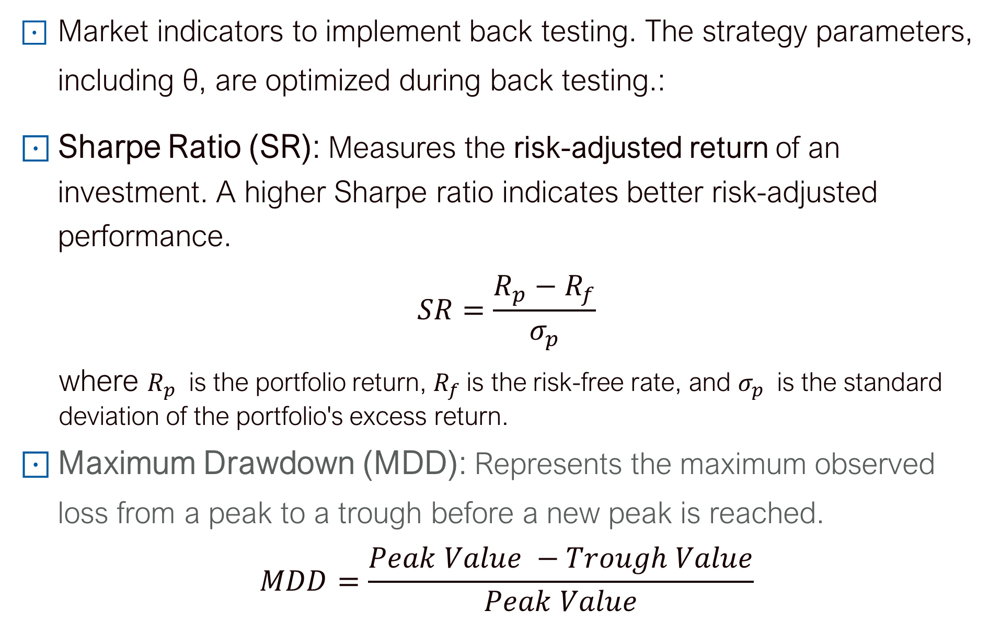 Market indicators to implement back testing. The strategy parameters,
including θ, are optimized during back testing.:
Sharpe Ratio (SR): Measures the risk-adjusted return of an
investment. A higher Sharpe ratio indicates better risk-adjusted
performance.
SR = (R_p − R_f) / σ_p
where R_p is the portfolio return, R_f is the risk-free rate, and σ_p is the standard
deviation of the portfolio's excess return.
Maximum Drawdown (MDD): Represents the maximum observed
loss from a peak to a trough before a new peak is reached.
MDD = (Peak Value − Trough Value) / Peak Value